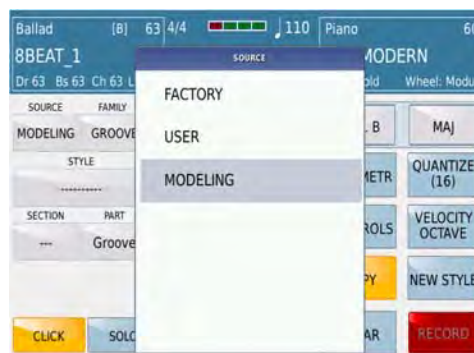 Ballad [B] 63 4/4 110 Piano 6
8BEAT_1 MODERN
Dr 63 Bs 63 Ch 63 L old Wheel: Modu
SOURCE
FACTORY
USER
MODELING
SOURCE FAMILY
MODELING GROOVE
STYLE
----------
SECTION PART
--- Groove
CLICK SOLO
B MAJ
METR QUANTIZE
(16)
ROLS VELOCITY
OCTAVE
PY NEW STYLE
AR RECORD